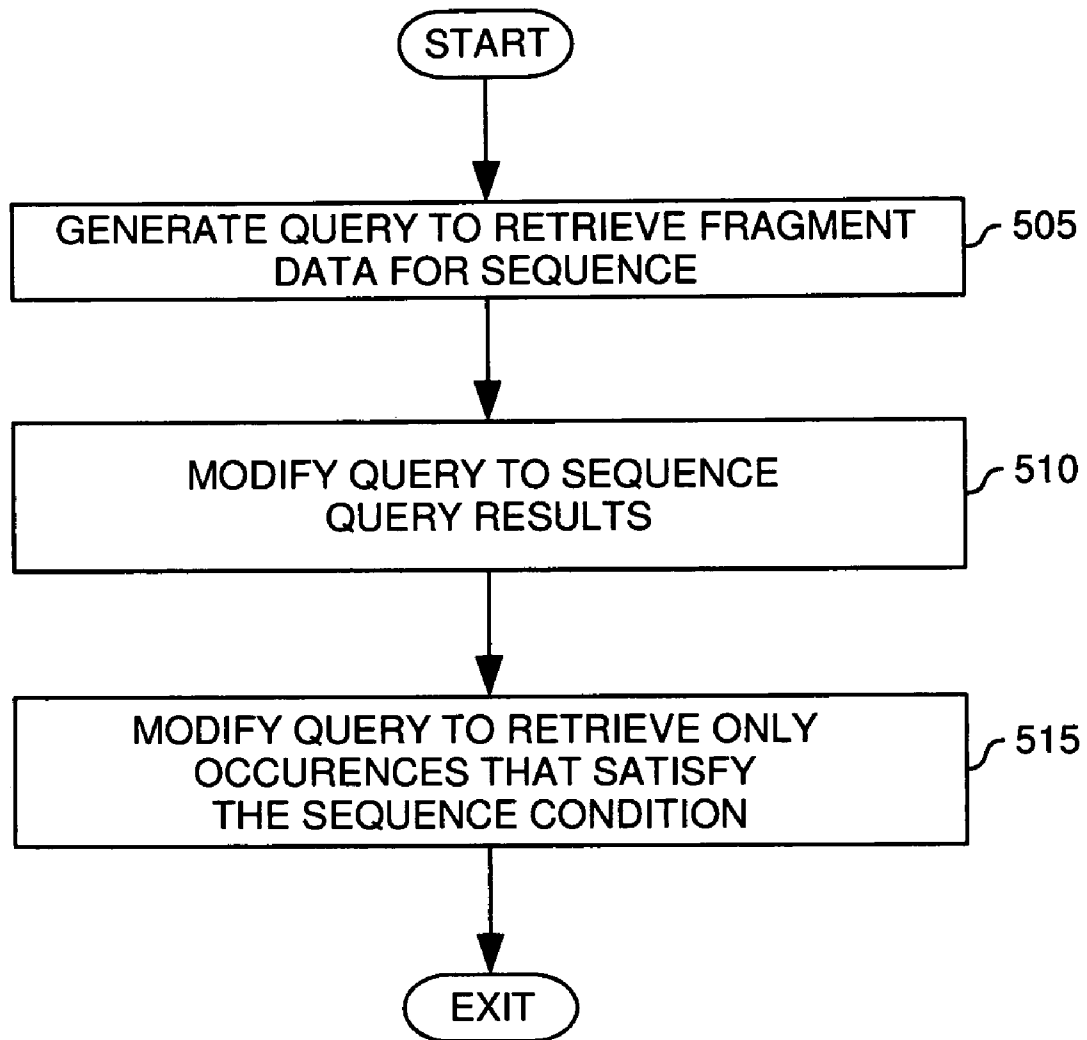 START
GENERATE QUERY TO RETRIEVE FRAGMENT
DATA FOR SEQUENCE
505
MODIFY QUERY TO SEQUENCE
QUERY RESULTS
510
MODIFY QUERY TO RETRIEVE ONLY
OCCURENCES THAT SATISFY
THE SEQUENCE CONDITION
515
EXIT